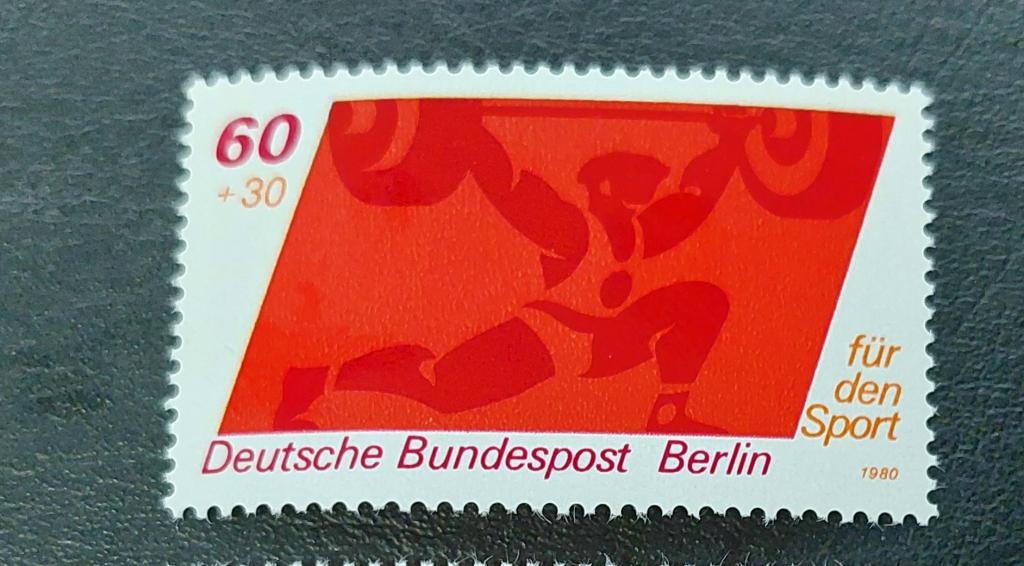 60
+ 30
für
den
Sport
Deutsche Bundespost Berlin
1980